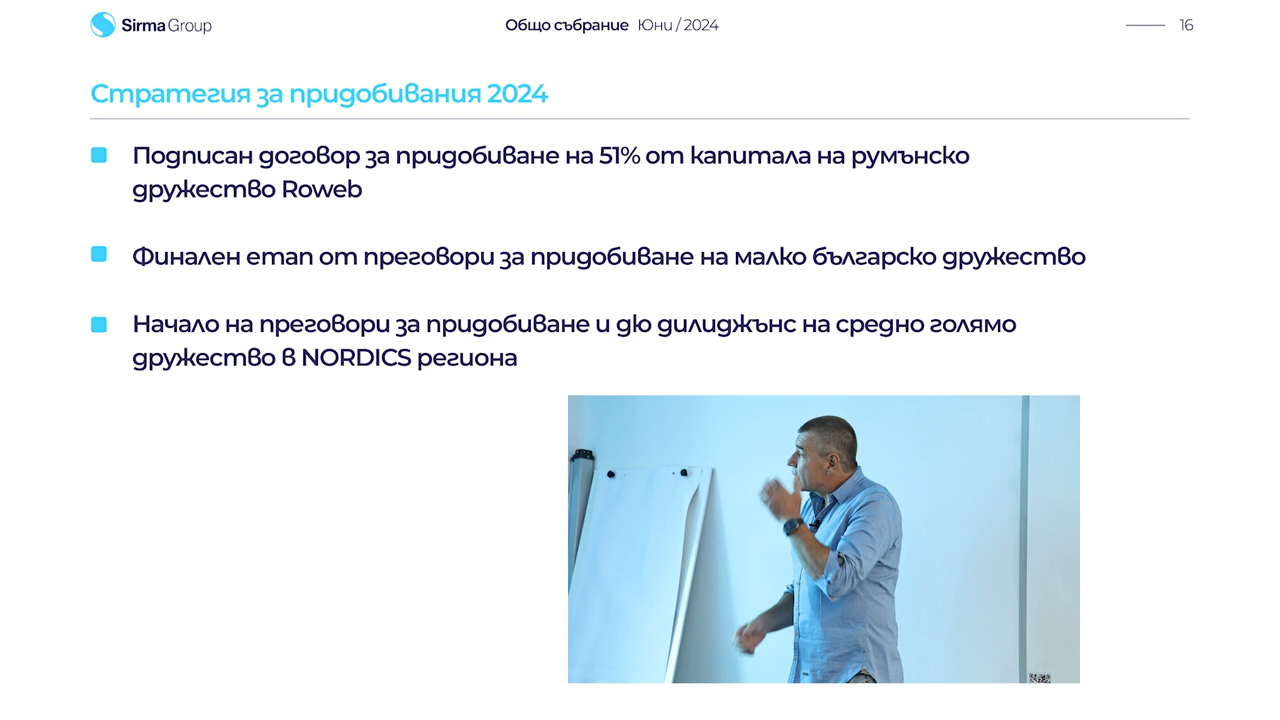 Sirma Group
Общо събрание Юни / 2024
16
Стратегия за придобивания 2024
Подписан договор за придобиване на 51% от капитала на румънско
дружество Roweb
Финален етап от преговори за придобиване на малко българско дружество
Начало на преговори за придобиване и дю дилиджънс на средно голямо
дружество в NORDICS региона